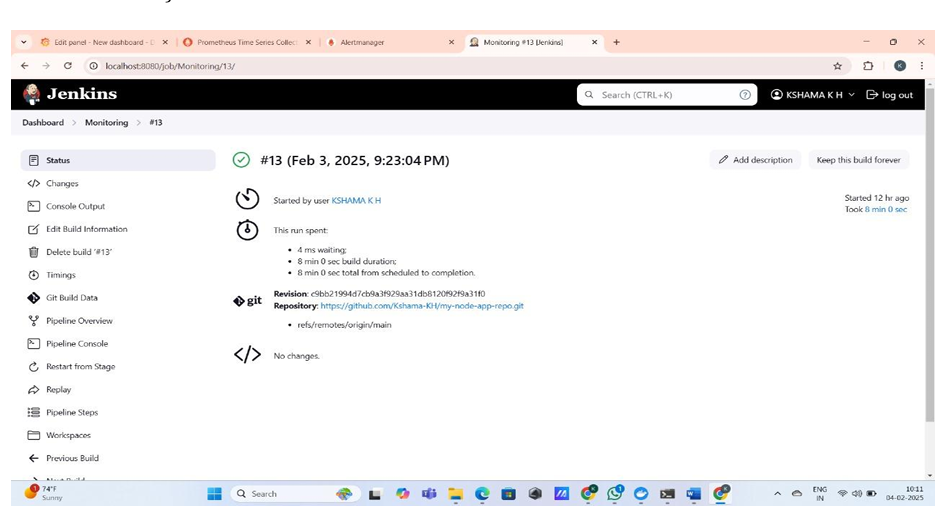 Edit panel - New dashboard - D
Prometheus Time Series Collec
Alertmanager
Monitoring #13 [Jenkins]
localhost:8080/job/Monitoring/13/
Jenkins
Search (CTRL+K)
KSHAMA K H
log out
Dashboard > Monitoring > #13
Status
Changes
Console Output
Edit Build Information
Delete build '#13'
Timings
Git Build Data
Pipeline Overview
Pipeline Console
Restart from Stage
Replay
Pipeline Steps
Workspaces
Previous Build
#13 (Feb 3, 2025, 9:23:04 PM)
Add description
Keep this build forever
Started by user KSHAMA K H
Started 12 hr ago
Took 8 min 0 sec
This run spent:
4 ms waiting;
8 min 0 sec build duration;
8 min 0 sec total from scheduled to completion.
git
Revision: c9bb21994d7cb9a3f929aa31db8120f92f9a31f0
Repository: https://github.com/Kshama-KH/my-node-app-repo.git
refs/remotes/origin/main
No changes.
74°F
Sunny
Search
ENG
IN
10:11
04-02-2025